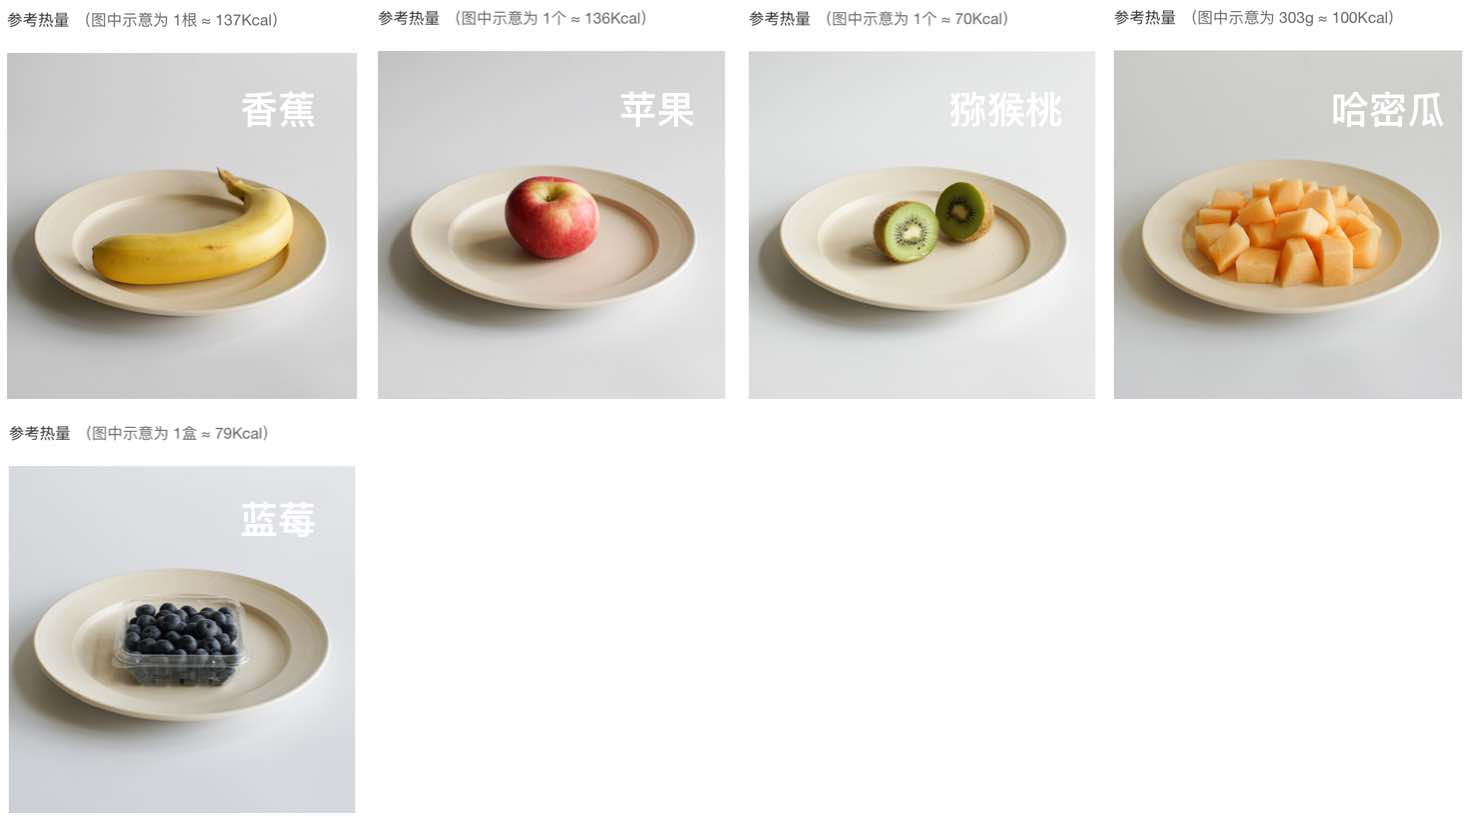 参考热量 （图中示意为 1根 ≈ 137Kcal）
参考热量 （图中示意为 1个 ≈ 136Kcal）
参考热量 （图中示意为 1个 ≈ 70Kcal）
参考热量 （图中示意为 303g ≈ 100Kcal）
香蕉
苹果
猕猴桃
哈密瓜
参考热量 （图中示意为 1盒 ≈ 79Kcal）
蓝莓